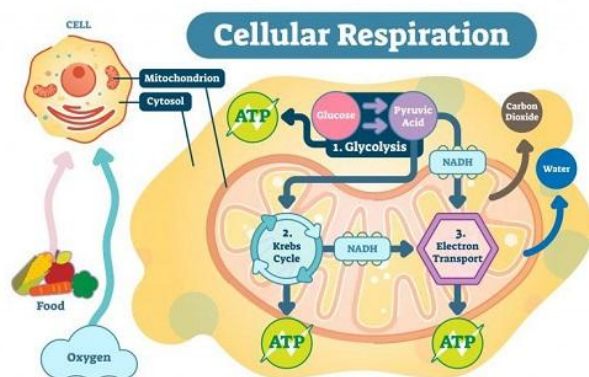 CELL
Cellular Respiration
Mitochondrion
Cytosol
ATP
Glucose
Pyruvic
Acid
1. Glycolysis
Carbon
Dioxide
NADH
Water
2.
Krebs
Cycle
NADH
3.
Electron
Transport
Food
ATP
ATP
Oxygen